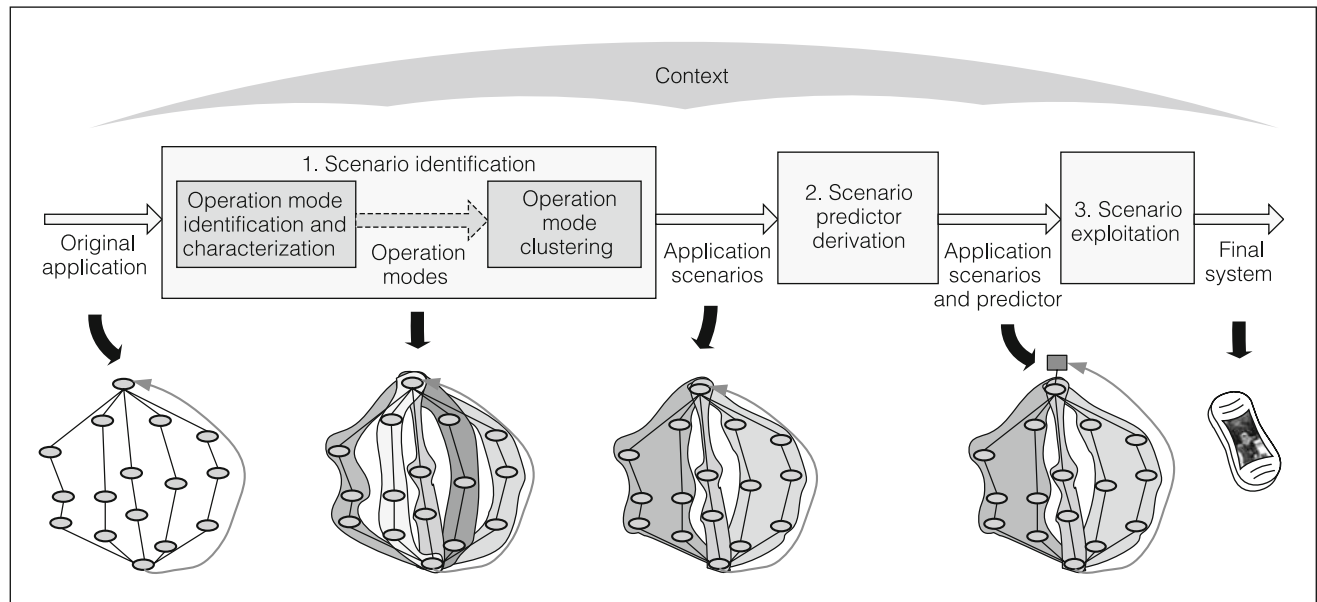 Context
1. Scenario identification
Operation mode
identification and
characterization
Operation
mode
clustering
2. Scenario
predictor
derivation
3. Scenario
exploitation
Original
application
Operation
modes
Application
scenarios
Application
scenarios
and predictor
Final
system